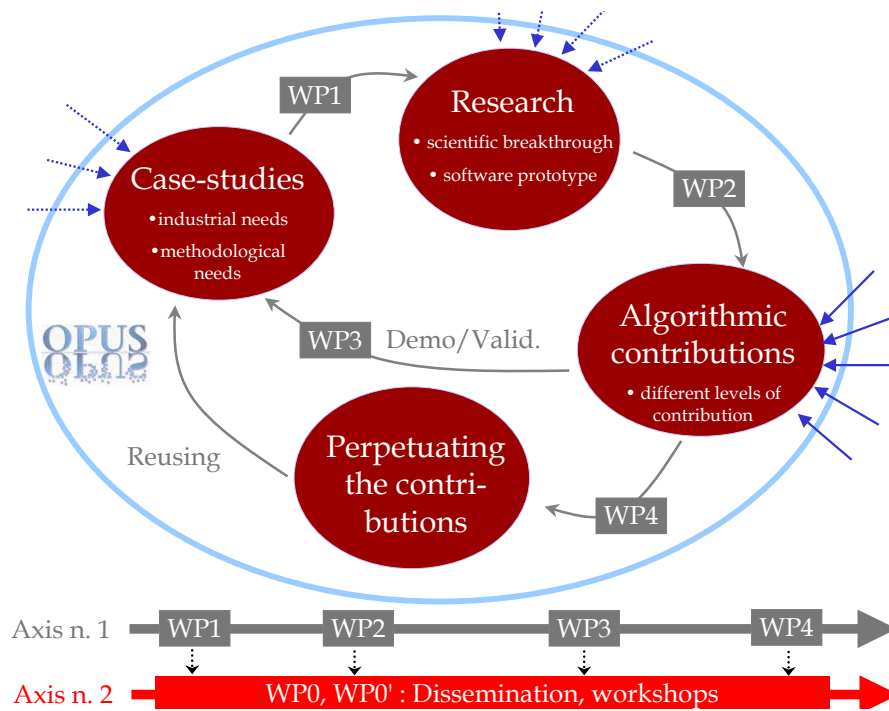 WP1
Research
• scientific breakthrough
• software prototype
WP2
Case-studies
•industrial needs
•methodological
needs
OPUS
WP3
Demo/Valid.
Algorithmic
contributions
• different levels of
contribution
Reusing
Perpetuating
the contri-
butions
WP4
Axis n. 1
WP1
WP2
WP3
WP4
Axis n. 2
WP0, WP0' : Dissemination, workshops